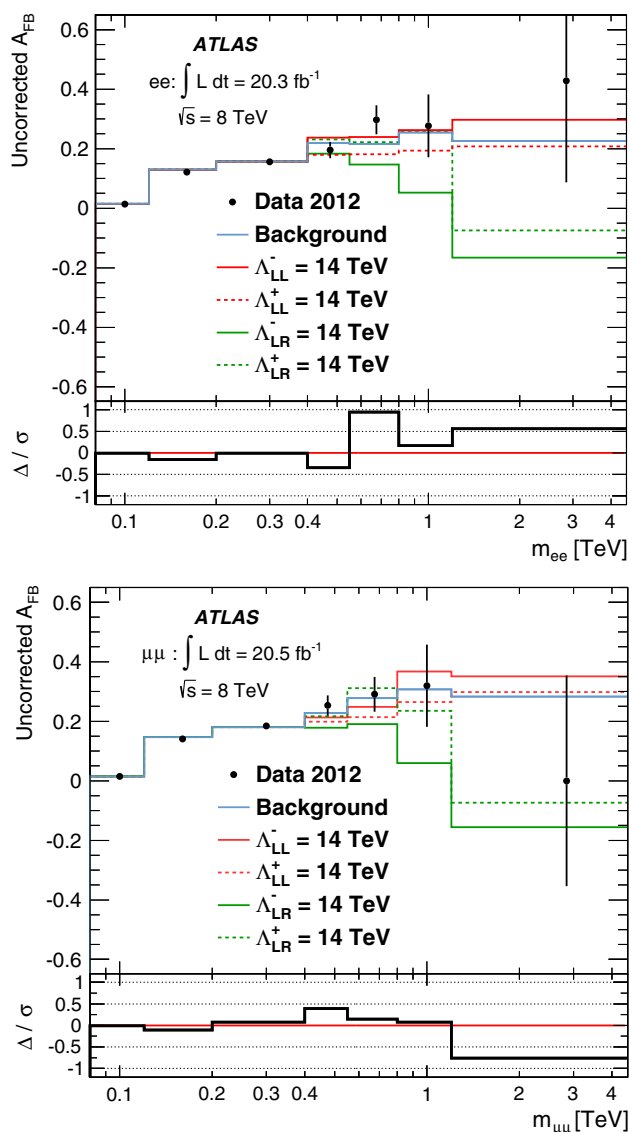 Uncorrected A_FB
0.6
0.4
0.2
0
-0.2
-0.4
-0.6
ATLAS
ee: ∫ L dt = 20.3 fb⁻¹
√s = 8 TeV
Data 2012
Background
Λ⁻_LL = 14 TeV
Λ⁺_LL = 14 TeV
Λ⁻_LR = 14 TeV
Λ⁺_LR = 14 TeV
Δ / σ
1
0.5
0
-0.5
-1
0.1 0.2 0.3 0.4 1 2 3 4
m_ee [TeV]
Uncorrected A_FB
0.6
0.4
0.2
0
-0.2
-0.4
-0.6
ATLAS
μμ : ∫ L dt = 20.5 fb⁻¹
√s = 8 TeV
Data 2012
Background
Λ⁻_LL = 14 TeV
Λ⁺_LL = 14 TeV
Λ⁻_LR = 14 TeV
Λ⁺_LR = 14 TeV
Δ / σ
1
0.5
0
-0.5
-1
0.1 0.2 0.3 0.4 1 2 3 4
m_μμ [TeV]